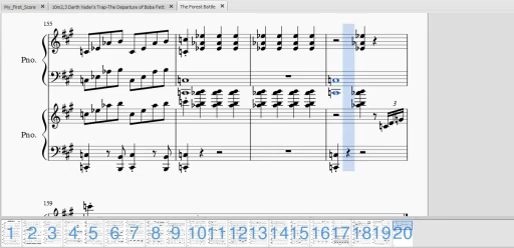 My_First_Score
10m2,3 Darth Vader's Trap-The Departure of Boba Fett
The Forest Battle
155
Pno.
Pno.
3
159
1 2 3 4 5 6 7 8 9 10 11 12 13 14 15 16 17 18 19 20